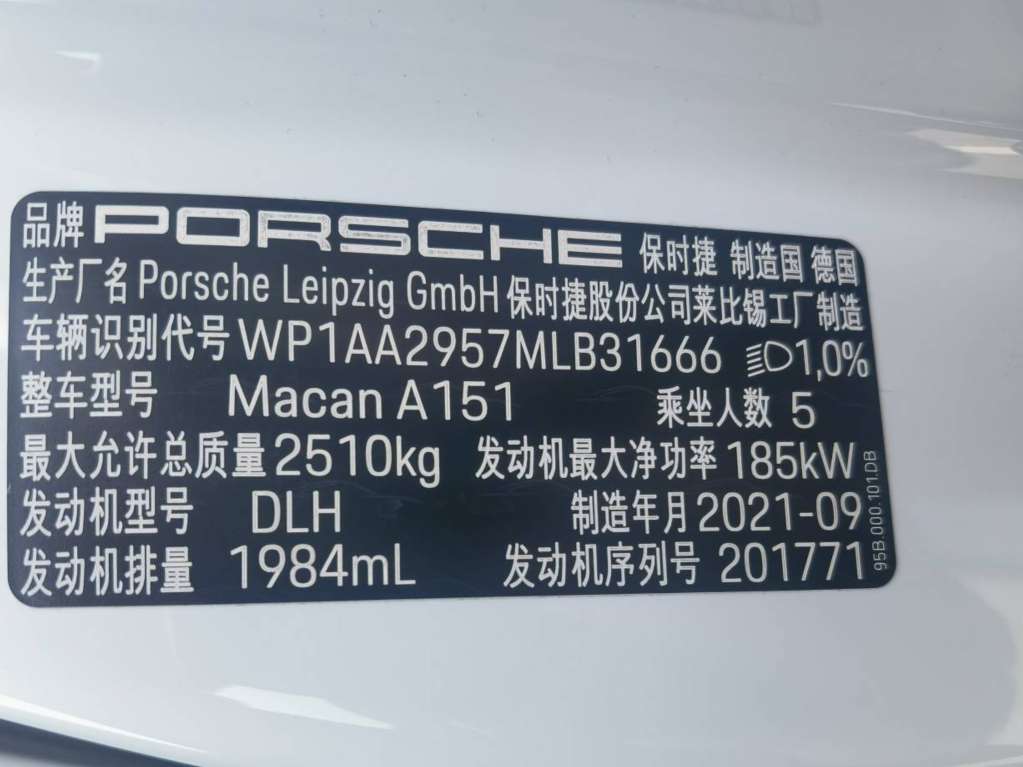 品牌 PORSCHE 保时捷 制造国 德国
生产厂名 Porsche Leipzig GmbH 保时捷股份公司莱比锡工厂制造
车辆识别代号 WP1AA2957MLB31666 1,0%
整车型号 Macan A151 乘坐人数 5
最大允许总质量 2510kg 发动机最大净功率 185kW
发动机型号 DLH 制造年月 2021-09
发动机排量 1984mL 发动机序列号 201771
95B.000.101.DB